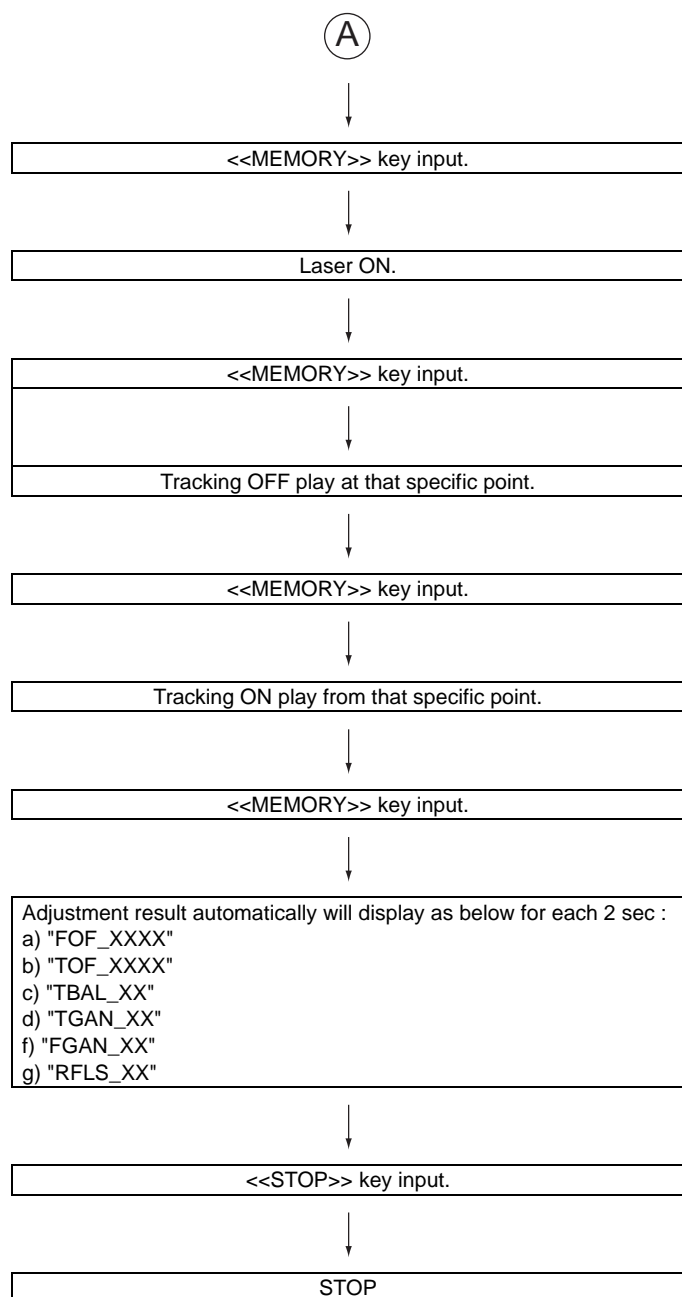 A
<<MEMORY>> key input.
Laser ON.
<<MEMORY>> key input.
Tracking OFF play at that specific point.
<<MEMORY>> key input.
Tracking ON play from that specific point.
<<MEMORY>> key input.
Adjustment result automatically will display as below for each 2 sec :
a) "FOF_XXXX"
b) "TOF_XXXX"
c) "TBAL_XX"
d) "TGAN_XX"
f) "FGAN_XX"
g) "RFLS_XX"
<<STOP>> key input.
STOP